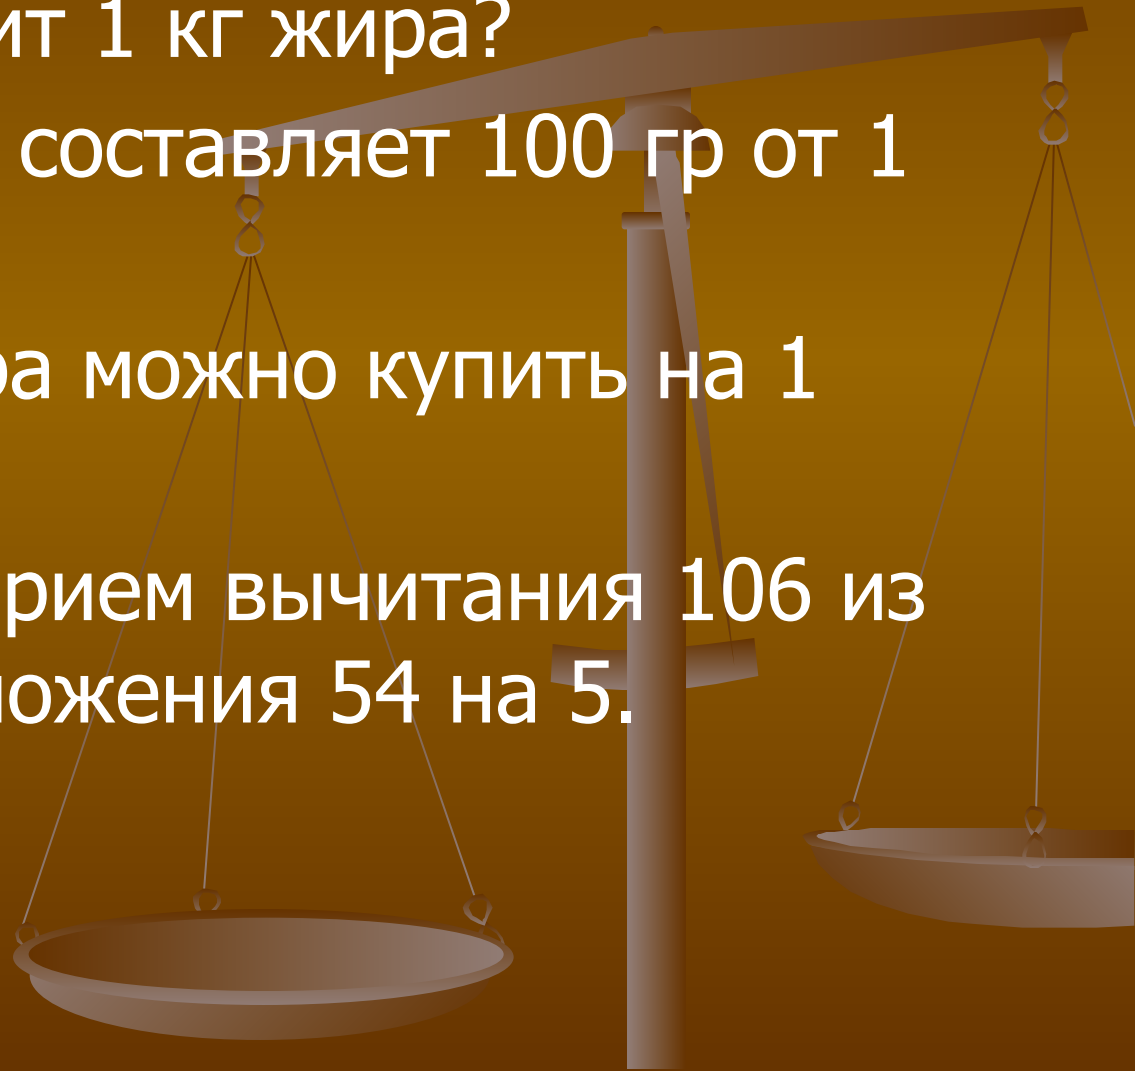 ит 1 кг жира?
составляет 100 гр от 1
ра можно купить на 1
рием вычитания 106 из
ложения 54 на 5.